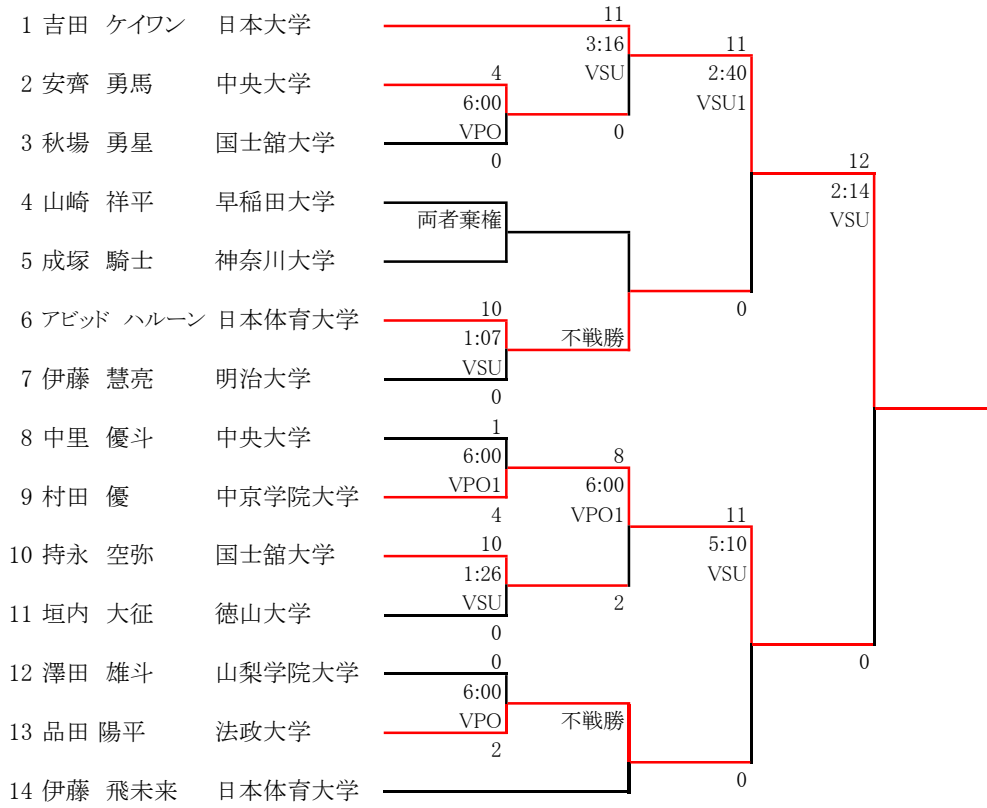 11
1 吉田 ケイワン 日本大学
3:16 11
VSU 2:40
2 安齊 勇馬 中央大学 4
6:00 VSU1
VPO 0
3 秋場 勇星 国士舘大学
0 12
4 山崎 祥平 早稲田大学 2:14
両者棄権 VSU
5 成塚 騎士 神奈川大学
10 0
6 アビッド ハルーン 日本体育大学
1:07 不戦勝
VSU
7 伊藤 慧亮 明治大学
0
8 中里 優斗 中央大学 1
6:00 8
VPO1 6:00
9 村田 優 中京学院大学
4 VPO1 11
10 持永 空弥 国士舘大学 10 5:10
1:26 VSU
VSU 2
11 垣内 大征 徳山大学
0
12 澤田 雄斗 山梨学院大学 0 0
6:00
VPO 不戦勝
13 品田 陽平 法政大学
2
0
14 伊藤 飛未来 日本体育大学